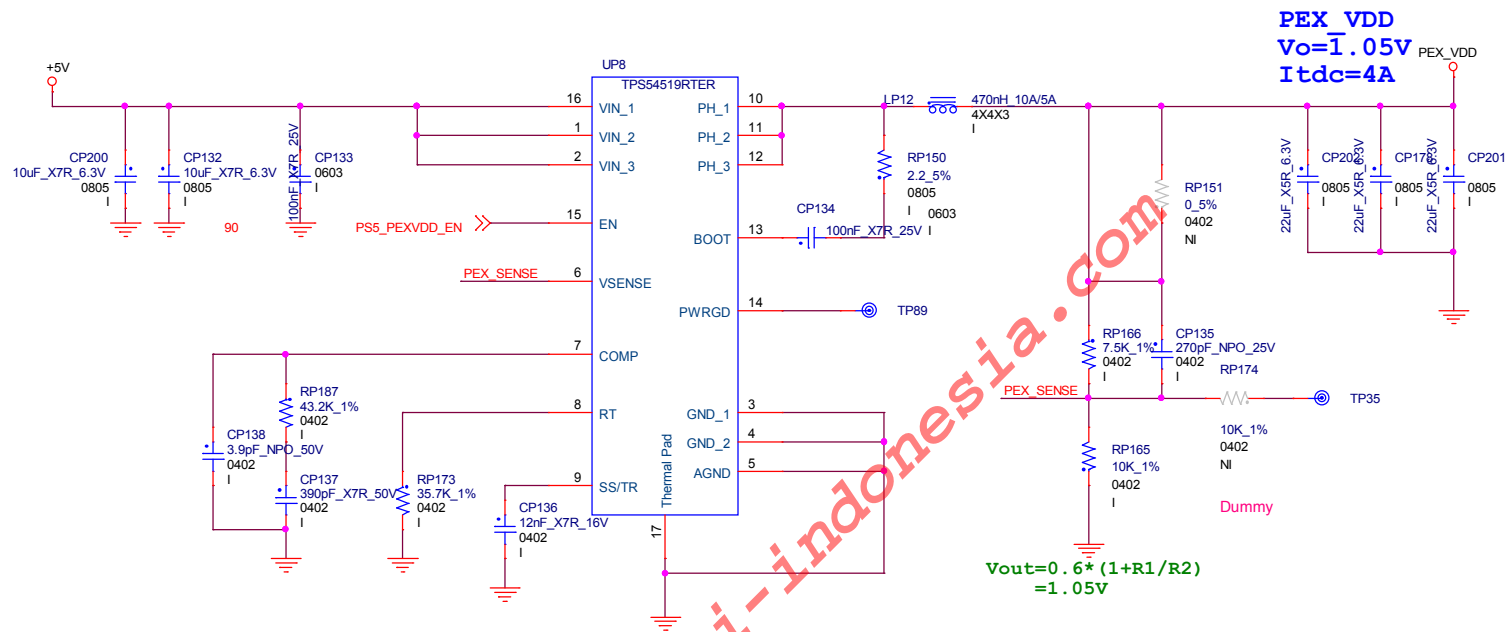 PEX_VDD
Vo=1.05V
Itdc=4A
PEX_VDD
+5V
UP8
TPS54519RTER
16
VIN_1
1
VIN_2
2
VIN_3
15
EN
6
VSENSE
7
COMP
8
RT
9
SS/TR
PH_1
10
PH_2
11
PH_3
12
BOOT
13
PWRGD
14
GND_1
3
GND_2
4
AGND
5
Thermal Pad
17
CP200
10uF_X7R_6.3V
0805
I
CP132
10uF_X7R_6.3V
0805
I
CP133
100nF_X7R_25V
0603
I
90
PS5_PEXVDD_EN
PEX_SENSE
LP12
470nH_10A/5A
4X4X3
I
RP150
2.2_5%
0805
I
CP134
100nF_X7R_25V
0603
I
RP151
0_5%
0402
NI
CP202
22uF_X5R_6.3V
0805
I
CP178
22uF_X5R_6.3V
0805
I
CP201
22uF_X5R_6.3V
0805
I
TP89
RP166
7.5K_1%
0402
I
CP135
270pF_NPO_25V
0402
I
RP174
10K_1%
0402
NI
TP35
PEX_SENSE
RP165
10K_1%
0402
I
Dummy
RP187
43.2K_1%
0402
I
CP138
3.9pF_NPO_50V
0402
I
CP137
390pF_X7R_50V
0402
I
RP173
35.7K_1%
0402
I
CP136
12nF_X7R_16V
0402
I
Vout=0.6*(1+R1/R2)
=1.05V
i-indonesia.com